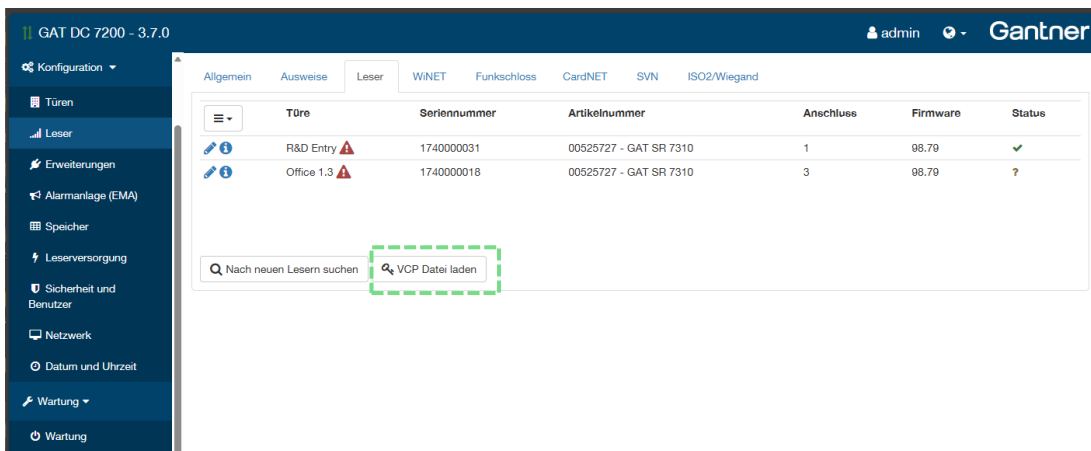 GAT DC 7200 - 3.7.0
admin
Gantner
Konfiguration
Türen
Leser
Erweiterungen
Alarmanlage (EMA)
Speicher
Leserversorgung
Sicherheit und
Benutzer
Netzwerk
Datum und Uhrzeit
Wartung
Wartung
Allgemein Ausweise Leser WiNET Funkschloss CardNET SVN ISO2/Wiegand
Türe Seriennummer Artikelnummer Anschluss Firmware Status
R&D Entry 1740000031 00525727 - GAT SR 7310 1 98.79
Office 1.3 1740000018 00525727 - GAT SR 7310 3 98.79 ?
Nach neuen Lesern suchen VCP Datei laden